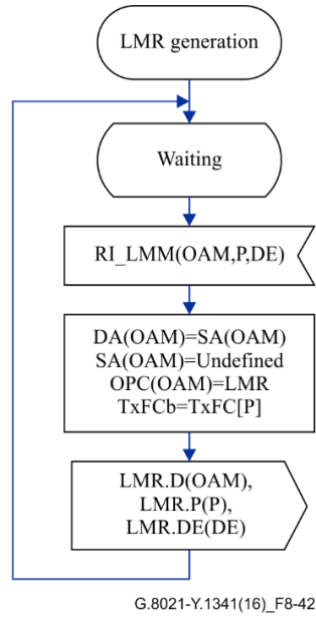 LMR generation
Waiting
RI_LMM(OAM,P,DE)
DA(OAM)=SA(OAM)
SA(OAM)=Undefined
OPC(OAM)=LMR
TxFCb=TxFC[P]
LMR.D(OAM),
LMR.P(P),
LMR.DE(DE)
G.8021-Y.1341(16)_F8-42